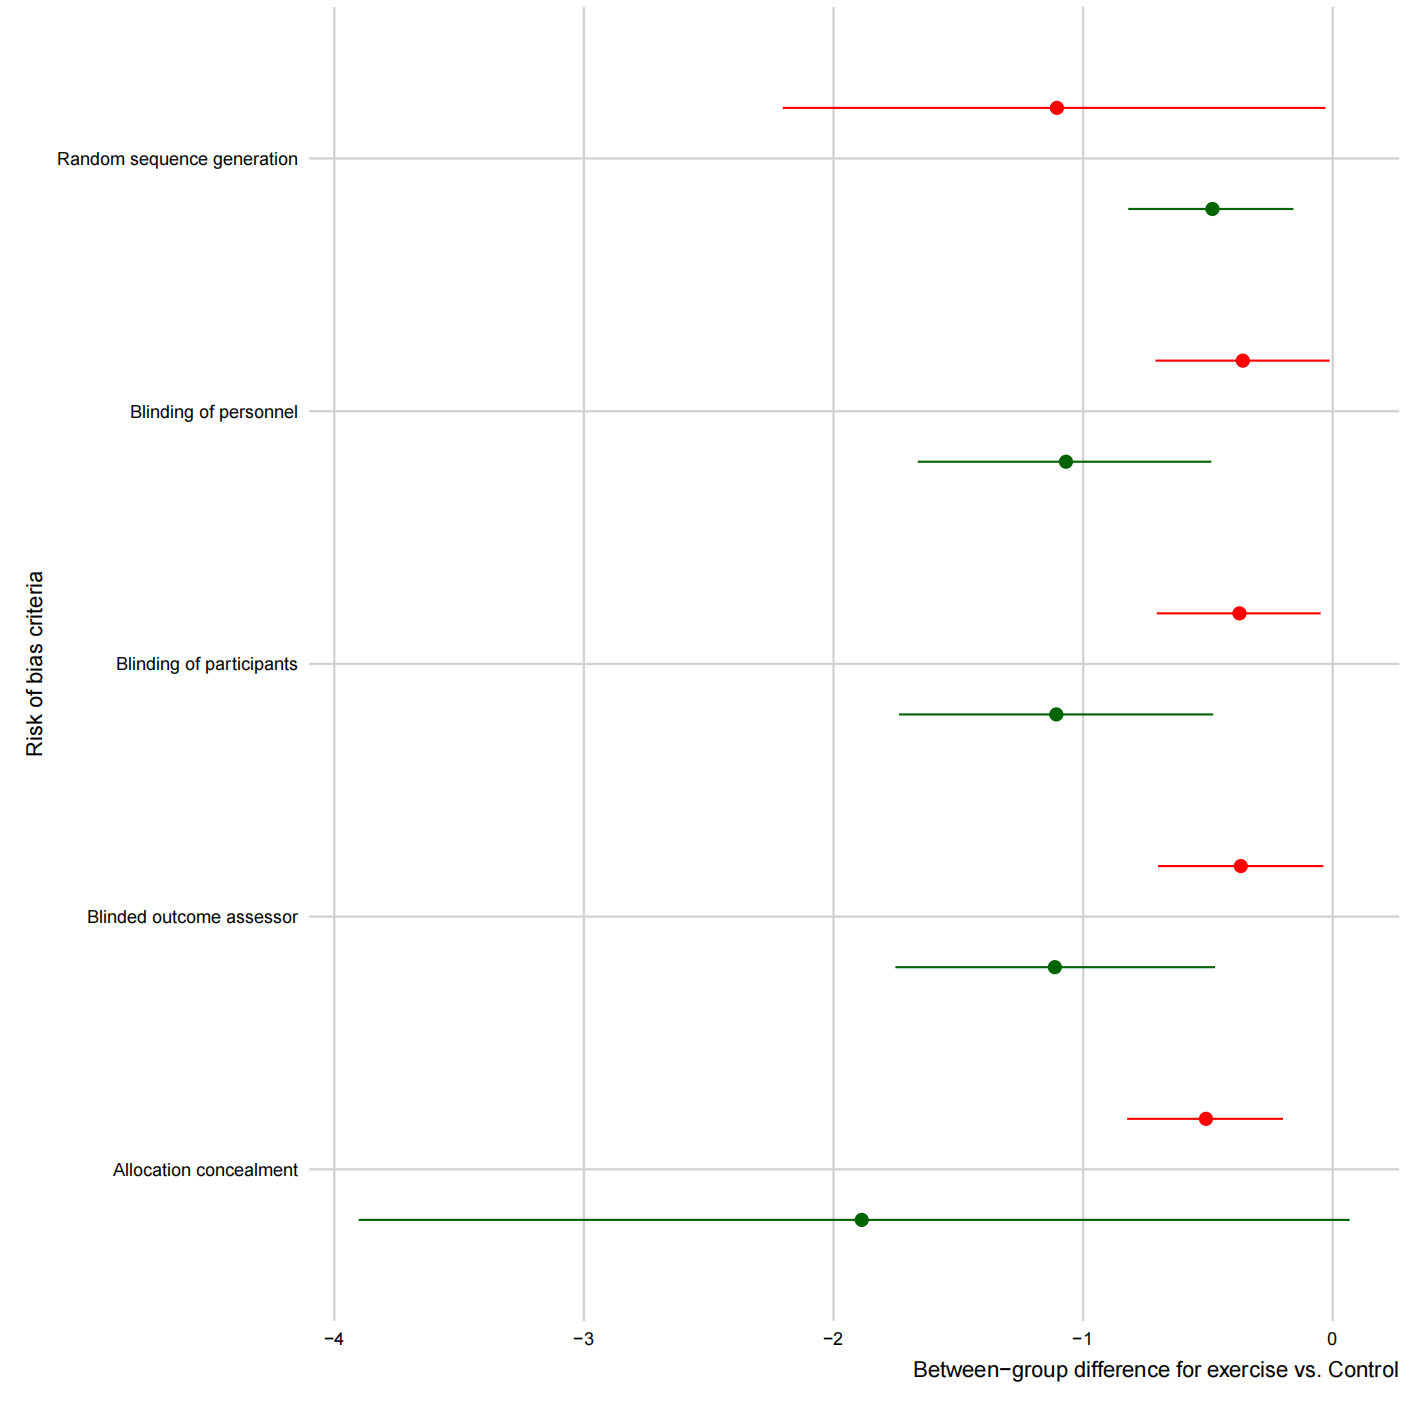 Random sequence generation
Blinding of personnel
Blinding of participants
Blinded outcome assessor
Allocation concealment
Risk of bias criteria
−4
−3
−2
−1
0
Between−group difference for exercise vs. Control